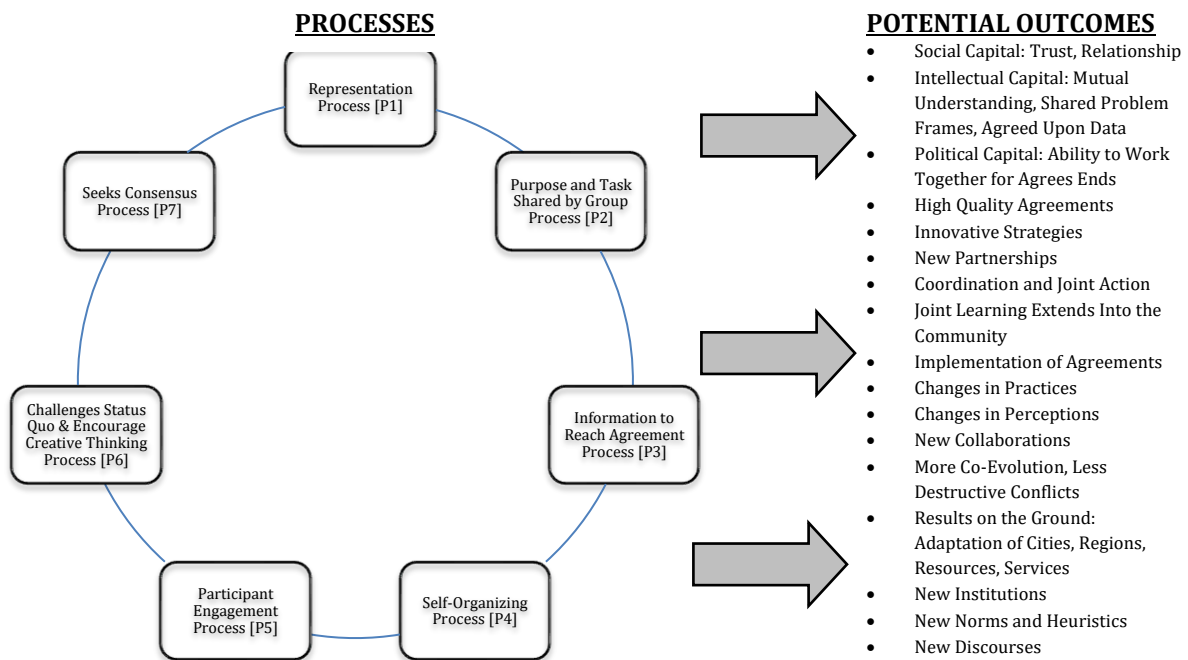 PROCESSES
Representation
Process [P1]
Purpose and Task
Shared by Group
Process [P2]
Information to
Reach Agreement
Process [P3]
Self-Organizing
Process [P4]
Participant
Engagement
Process [P5]
Challenges Status
Quo & Encourage
Creative Thinking
Process [P6]
Seeks Consensus
Process [P7]
POTENTIAL OUTCOMES
• Social Capital: Trust, Relationship
• Intellectual Capital: Mutual
Understanding, Shared Problem
Frames, Agreed Upon Data
• Political Capital: Ability to Work
Together for Agrees Ends
• High Quality Agreements
• Innovative Strategies
• New Partnerships
• Coordination and Joint Action
• Joint Learning Extends Into the
Community
• Implementation of Agreements
• Changes in Practices
• Changes in Perceptions
• New Collaborations
• More Co-Evolution, Less
Destructive Conflicts
• Results on the Ground:
Adaptation of Cities, Regions,
Resources, Services
• New Institutions
• New Norms and Heuristics
• New Discourses